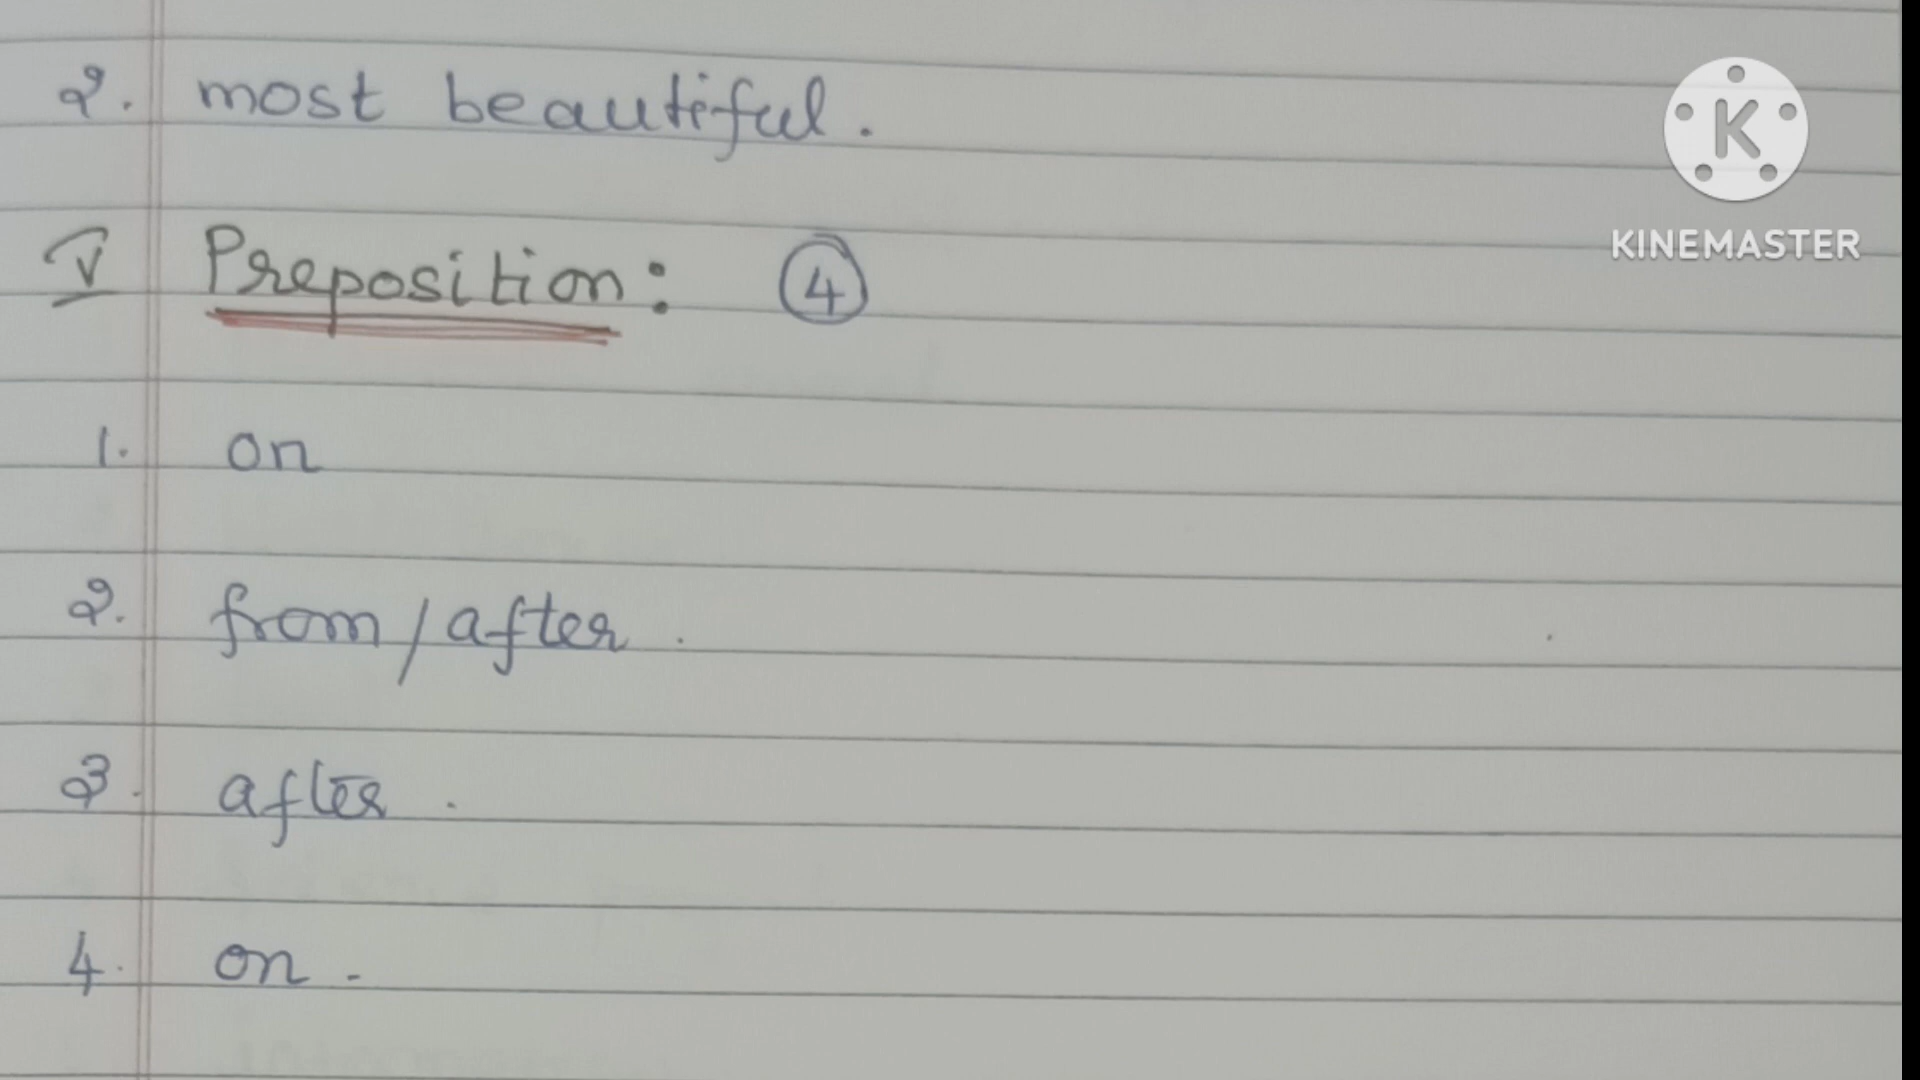 2. most beautiful.
K
KINEMASTER
V Preposition: 4
1. on
2. from/after.
3. after.
4. on.